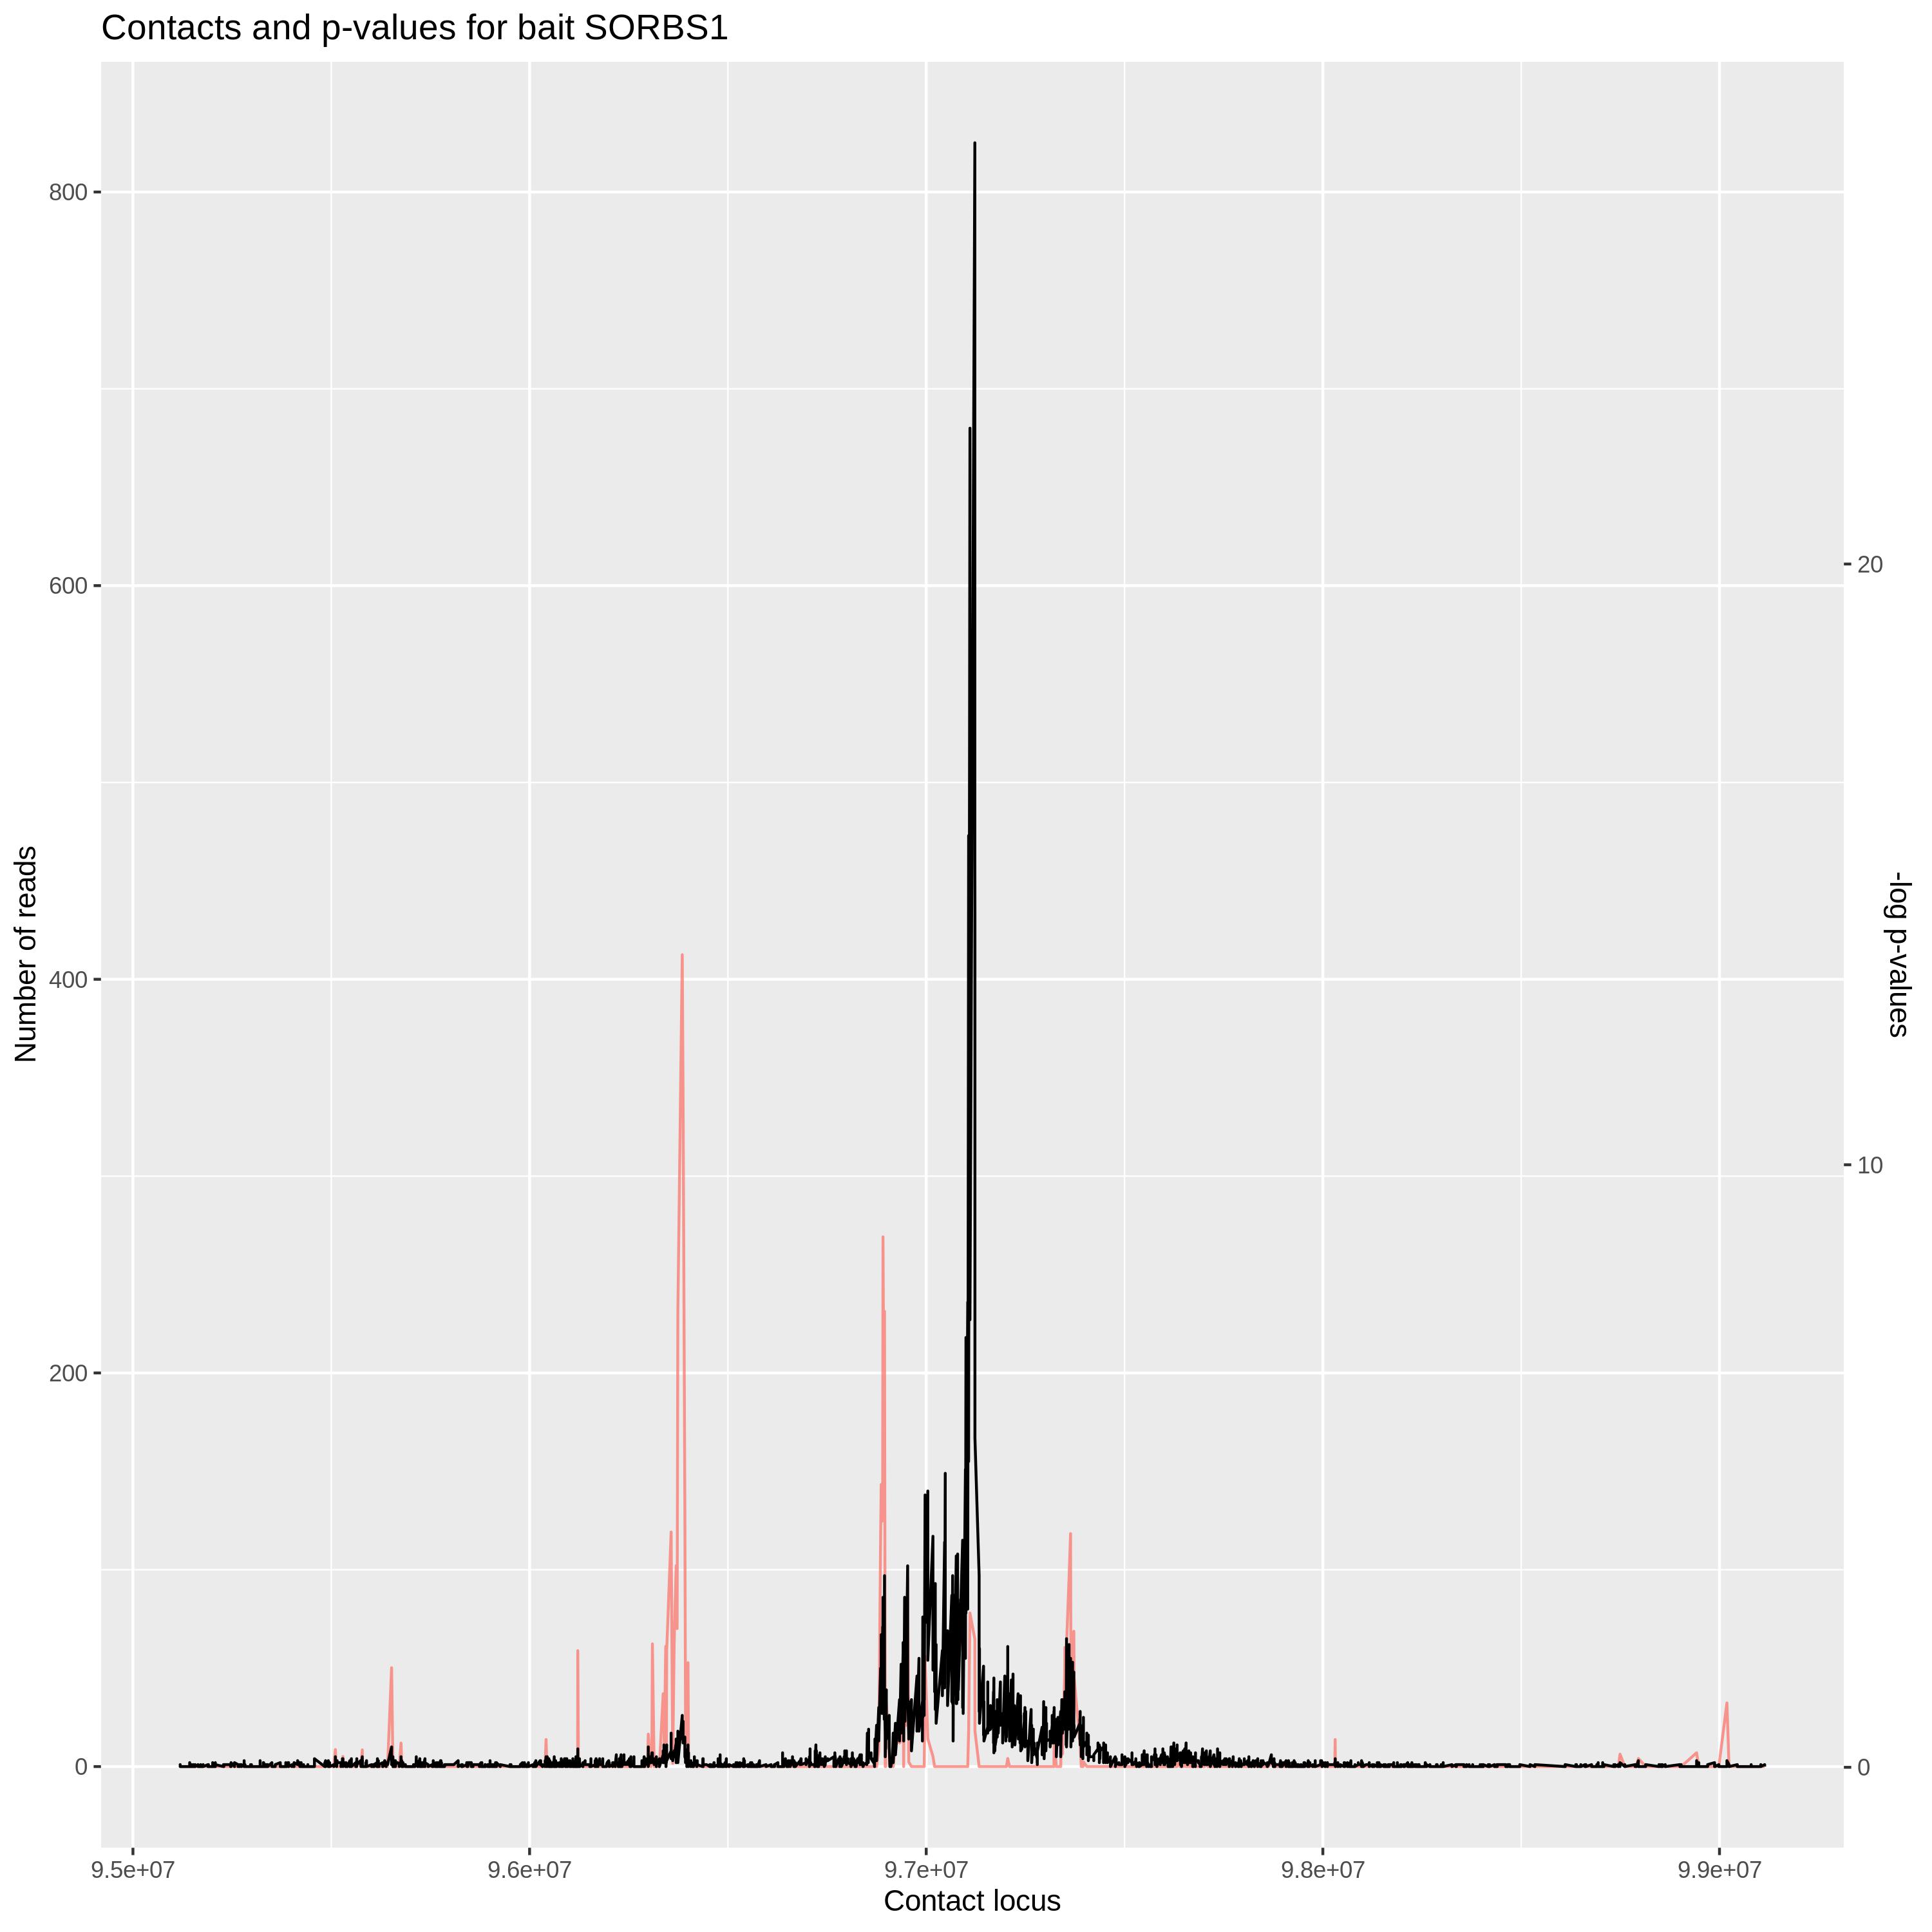 Contacts and p-values for bait SORBS1
800
600
400
200
0
Number of reads
20
10
0
-log p-values
9.5e+07
9.6e+07
9.7e+07
9.8e+07
9.9e+07
Contact locus